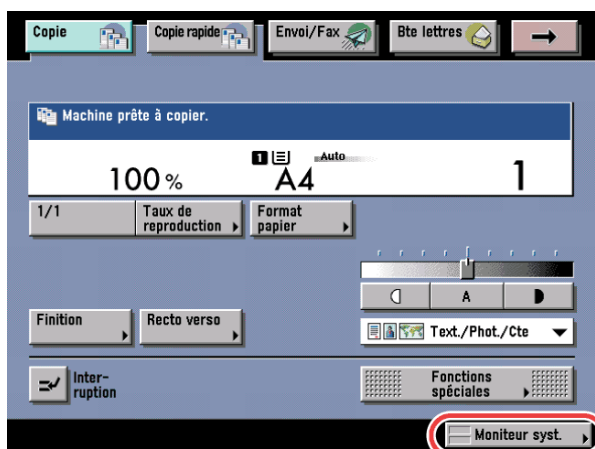 Copie
Copie rapide
Envoi/Fax
Bte lettres
Machine prête à copier.
100 %
1
Auto
A4
1
1/1
Taux de
reproduction
Format
papier
A
Finition
Recto verso
Text./Phot./Cte
Inter-
ruption
Fonctions
spéciales
Moniteur syst.